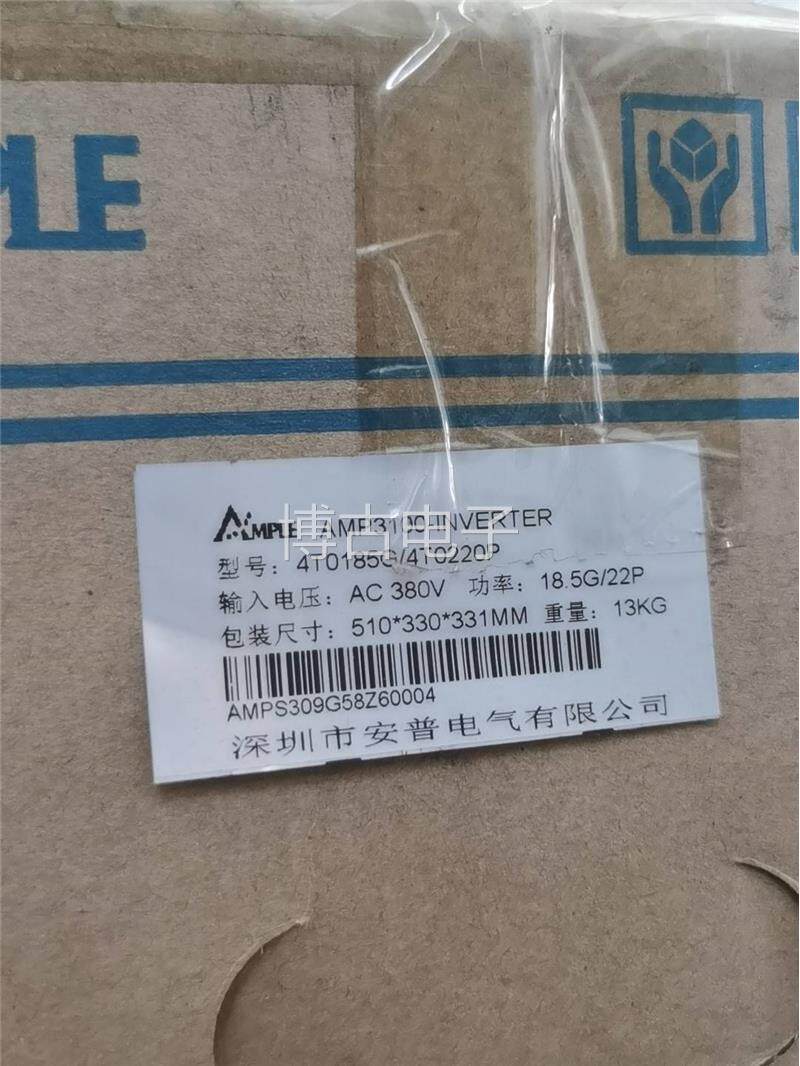 MPLE
AMPLE AMP3100-INVERTER
博古电子
型号: 4T0185G/4T0220P
输入电压: AC 380V 功率: 18.5G/22P
包装尺寸: 510*330*331MM 重量: 13KG
AMPS309G58Z60004
深圳市安普电气有限公司